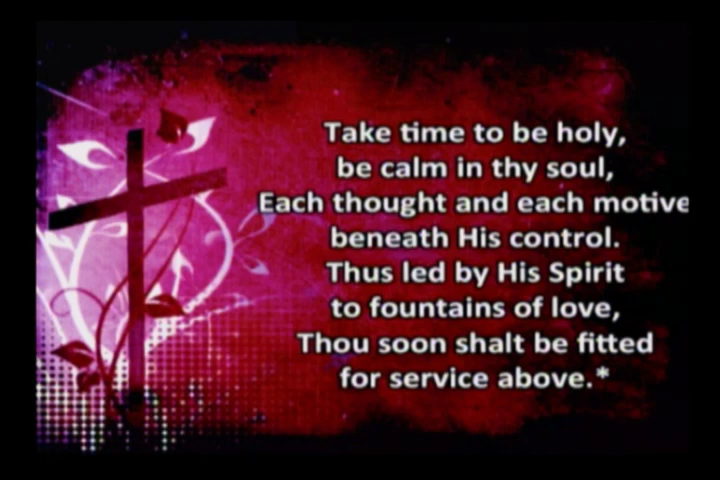 Take time to be holy,
be calm in thy soul,
Each thought and each motive
beneath His control.
Thus led by His Spirit
to fountains of love,
Thou soon shalt be fitted
for service above.*